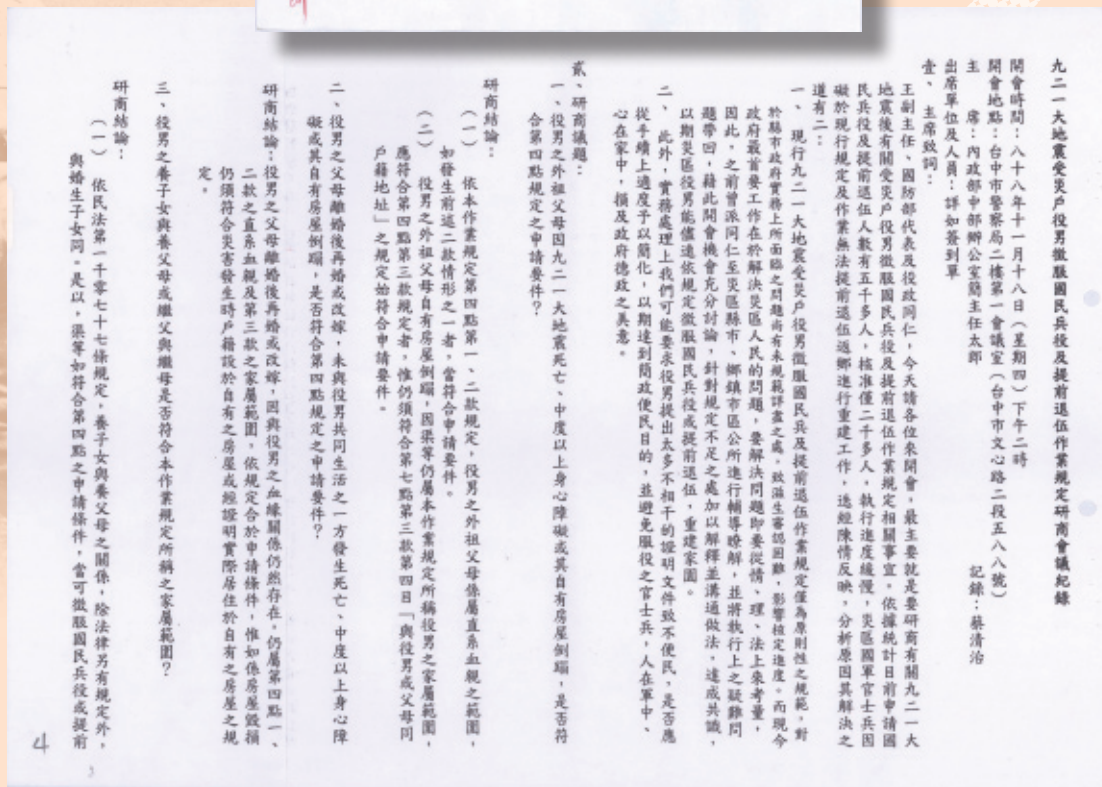 九二一大地震受災戶役男徵服國民兵役及提前退伍作業規定研商會議紀錄
開會時間：八十八年十一月十八日（星期四）下午二時
開會地點：台中市警察局二樓第一會議室（台中市文心路二段五八八號）
主　　席：內政部中部辦公室簡主任太郎　　記錄：蔡清治
出席單位及人員：詳如簽到單
壹、主席致詞：
王副主任、國防部代表及役政同仁，今天請各位來開會，最主要就是要研商有關九二一大
地震後有關受災戶役男徵服國民兵役及提前退伍作業規定相關事宜。依據統計目前申請國
民兵役及提前退伍人數有五千多人，核准僅二千多人，執行進度緩慢，災區國軍官士兵因
礙於現行規定及作業無法提前退伍返鄉進行重建工作，迭經陳情反映，分析原因其解決之
道有二：
一、現行九二一大地震受災戶役男徵服國民兵及提前退伍作業規定僅為原則性之規範，對
於縣市政府實務上所面臨之問題尚有未規範詳盡之處，致滋生審認困難，影響核定進度。而現今
政府最首要工作在於解決災區人民的問題，要解決問題即要從情、理、法上來考量，
因此，之前曾派同仁至災區縣市、鄉鎮市區公所進行輔導瞭解，並將執行上之疑難問
題帶回，藉此開會機會充分討論，針對規定不足之處加以解釋並溝通做法，達成共識，
以期災區役男能儘速依規定徵服國民兵役或提前退伍，重建家園。
二、此外，實務處理上我們可能要求役男提出太多不相干的證明文件致不便民，是否應
從手續上適度予以簡化，以期達到簡政便民目的，並避免服役之官士兵，人在軍中、
心在家中，損及政府德政之美意。
貳、研商議題：
一、役男之外祖父母因九二一大地震死亡、中度以上身心障礙或其自有房屋倒塌，是否符
合第四點規定之申請要件？
研商結論：
（一）依本作業規定第四點第一、二款規定，役男之外祖父母係屬直系血親之範圍，
如發生前述二款情形之一者，當符合申請要件。
（二）役男之外祖父母自有房屋倒塌，因渠等仍屬本作業規定所稱役男之家屬範圍，
應符合第四點第三款規定者，惟仍須符合第七點第三款第四目「與役男或父母同
戶籍地址」之規定始符合申請要件。
二、役男之父母離婚後再婚或改嫁，未與役男共同生活之一方發生死亡、中度以上身心障
礙或其自有房屋倒塌，是否符合第四點規定之申請要件？
研商結論：役男之父母離婚後再婚或改嫁，因與役男之血緣關係仍然存在，仍屬第四點一、
二款之直系血親及第三款之家屬範圍，依規定合於申請條件，惟如係房屋毀損
仍須符合災害發生時戶籍設於自有之房屋或經證明實際居住於自有之房屋之規
定。
三、役男之養子女與養父母或繼父與繼母是否符合本作業規定所稱之家屬範圍？
研商結論：
（一）依民法第一千零七十七條規定，養子女與養父母之關係，除法律另有規定外，
與婚生子女同。是以，渠等如符合第四點之申請條件，當可徵服國民兵役或提前
4